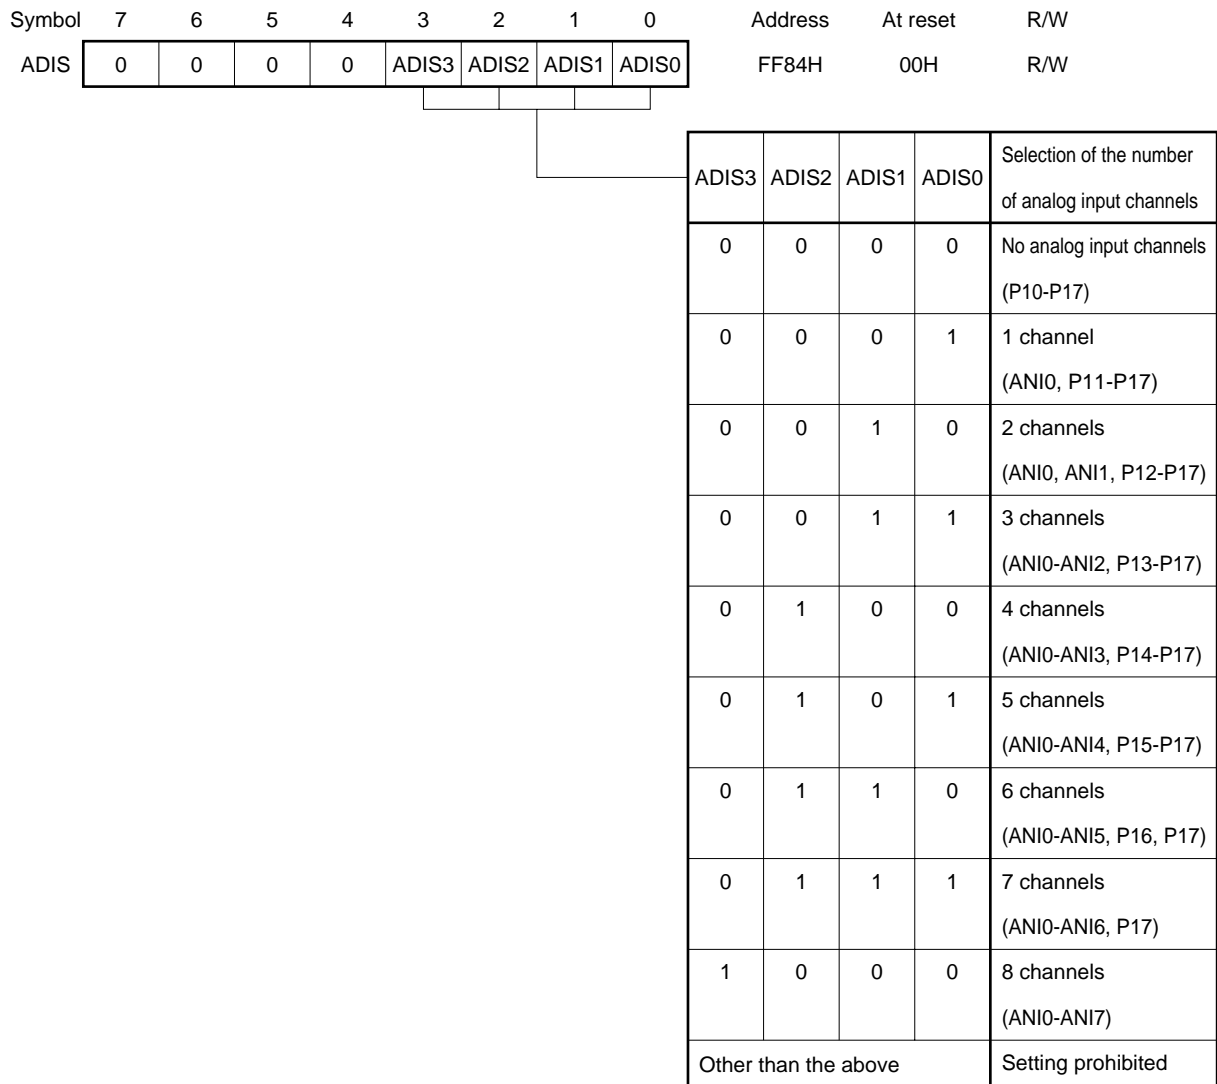 Symbol 7 6 5 4 3 2 1 0 Address At reset R/W
ADIS 0 0 0 0 ADIS3 ADIS2 ADIS1 ADIS0 FF84H 00H R/W
ADIS3 ADIS2 ADIS1 ADIS0 Selection of the number
of analog input channels
0 0 0 0 No analog input channels
(P10-P17)
0 0 0 1 1 channel
(ANI0, P11-P17)
0 0 1 0 2 channels
(ANI0, ANI1, P12-P17)
0 0 1 1 3 channels
(ANI0-ANI2, P13-P17)
0 1 0 0 4 channels
(ANI0-ANI3, P14-P17)
0 1 0 1 5 channels
(ANI0-ANI4, P15-P17)
0 1 1 0 6 channels
(ANI0-ANI5, P16, P17)
0 1 1 1 7 channels
(ANI0-ANI6, P17)
1 0 0 0 8 channels
(ANI0-ANI7)
Other than the above Setting prohibited